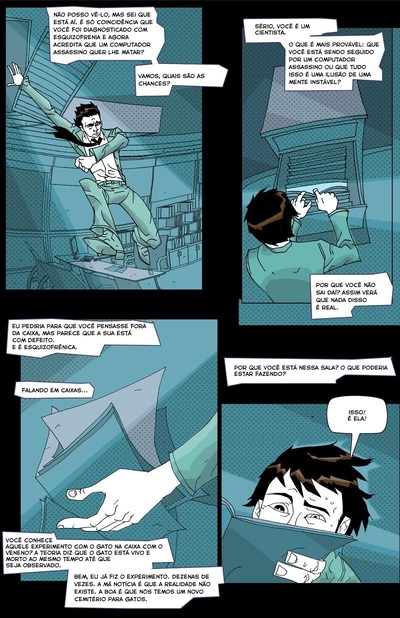 NÃO POSSO VÊ-LO, MAS SEI QUE
ESTÁ AÍ. E SÓ COINCIDÊNCIA QUE
VOCÊ FOI DIAGNOSTICADO COM
ESQUIZOFRENIA E AGORA
ACREDITA QUE UM COMPUTADOR
ASSASSINO QUER LHE MATAR?
VAMOS, QUAIS SÃO AS
CHANCES?
SÉRIO, VOCÊ É UM
CIENTISTA.
O QUE É MAIS PROVÁVEL: QUE
VOCÊ ESTÁ SENDO SEGUIDO
POR UM COMPUTADOR
ASSASSINO OU QUE TUDO
ISSO É UMA ILUSÃO DE UMA
MENTE INSTÁVEL?
POR QUE VOCÊ NÃO
SAI DAÍ? ASSIM VERÁ
QUE NADA DISSO
É REAL.
EU PEDIRIA PARA QUE VOCÊ PENSASSE FORA
DA CAIXA, MAS PARECE QUE A SUA ESTÁ
COM DEFEITO.
E É ESQUIZOFRÊNICA.
FALANDO EM CAIXAS...
VOCÊ CONHECE
AQUELE EXPERIMENTO COM O GATO NA CAIXA COM O
VENENO? A TEORIA DIZ QUE O GATO ESTÁ VIVO E
MORTO AO MESMO TEMPO ATÉ QUE
SEJA OBSERVADO.
BEM, EU JÁ FIZ O EXPERIMENTO. DEZENAS DE
VEZES. A MÁ NOTÍCIA É QUE A REALIDADE NÃO
EXISTE. A BOA É QUE NÓS TEMOS UM NOVO
CEMITÉRIO PARA GATOS.
POR QUE VOCÊ ESTÁ NESSA SALA? O QUE PODERIA
ESTAR FAZENDO?
ISSO!
É ELA!